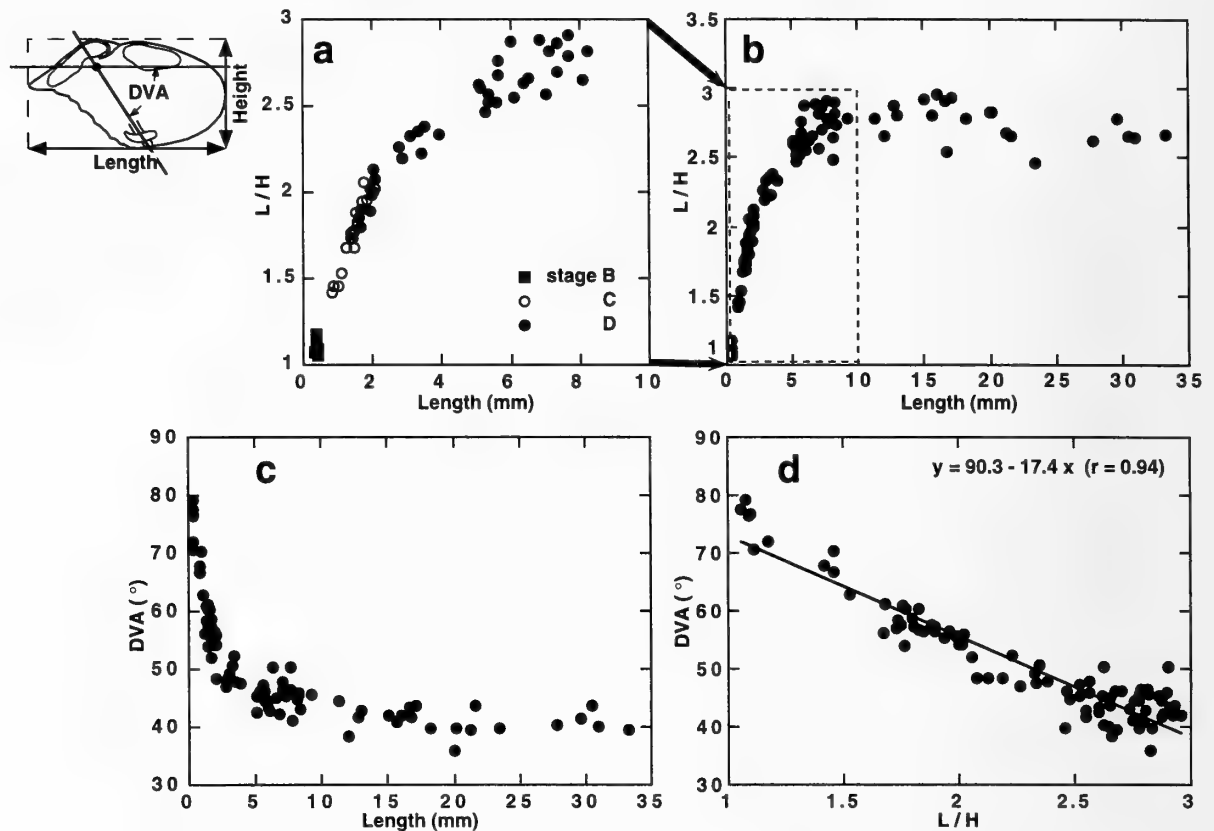 DVA
Height
Length
a
L / H
3
2.5
2
1.5
1
stage B
C
D
0 2 4 6 8 10
Length (mm)
b
L / H
3.5
3
2.5
2
1.5
1
0 5 10 15 20 25 30 35
Length (mm)
c
DVA ( ° )
90
80
70
60
50
40
30
0 5 10 15 20 25 30 35
Length (mm)
d
y = 90.3 - 17.4 x (r = 0.94)
DVA ( ° )
90
80
70
60
50
40
30
1 1.5 2 2.5 3
L / H